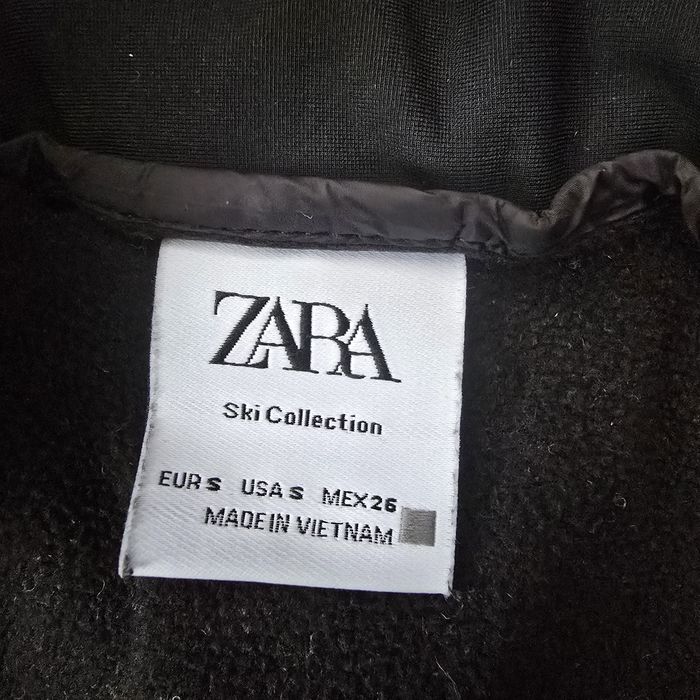 ZARA
Ski Collection
EUR S USA S MEX 26
MADE IN VIETNAM